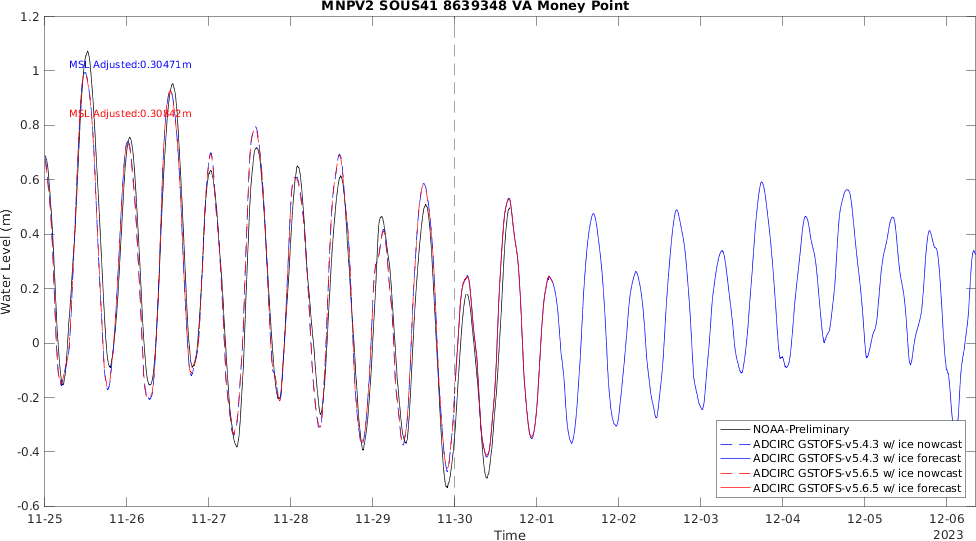 MNPV2 SOUS41 8639348 VA Money Point
Water Level (m)
1.2
1
0.8
0.6
0.4
0.2
0
-0.2
-0.4
-0.6
MSL Adjusted:0.30471m
MSL Adjusted:0.30842m
NOAA-Preliminary
ADCIRC GSTOFS-v5.4.3 w/ ice nowcast
ADCIRC GSTOFS-v5.4.3 w/ ice forecast
ADCIRC GSTOFS-v5.6.5 w/ ice nowcast
ADCIRC GSTOFS-v5.6.5 w/ ice forecast
11-25 11-26 11-27 11-28 11-29 11-30 12-01 12-02 12-03 12-04 12-05 12-06
Time
2023